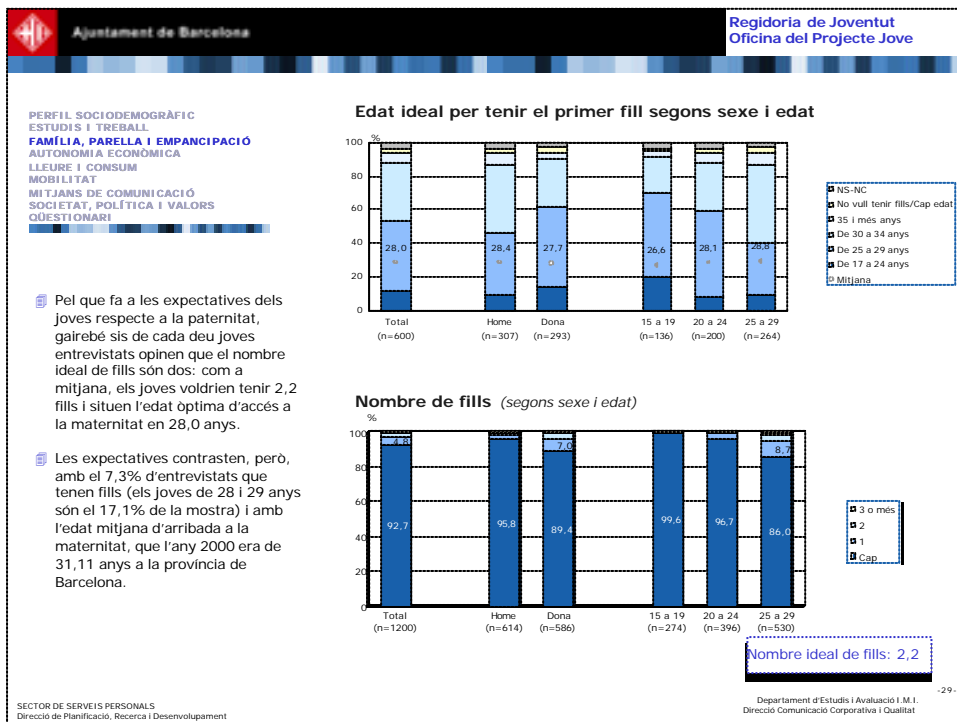 Ajuntament de Barcelona
Regidoria de Joventut
Oficina del Projecte Jove
PERFIL SOCIODEMOGRÀFIC
ESTUDIS I TREBALL
FAMÍLIA, PARELLA I EMPANCIPACIÓ
AUTONOMIA ECONÒMICA
LLEURE I CONSUM
MOBILITAT
MITJANS DE COMUNICACIÓ
SOCIETAT, POLÍTICA I VALORS
QÜESTIONARI
Pel que fa a les expectatives dels
joves respecte a la paternitat,
gairebé sis de cada deu joves
entrevistats opinen que el nombre
ideal de fills són dos: com a
mitjana, els joves voldrien tenir 2,2
fills i situen l'edat òptima d'accés a
la maternitat en 28,0 anys.
Les expectatives contrasten, però,
amb el 7,3% d'entrevistats que
tenen fills (els joves de 28 i 29 anys
són el 17,1% de la mostra) i amb
l'edat mitjana d'arribada a la
maternitat, que l'any 2000 era de
31,11 anys a la província de
Barcelona.
Edat ideal per tenir el primer fill segons sexe i edat
%
100
80
60
40
20
0
28,0 28,4 27,7 26,6 28,1 28,8
Total Home Dona 15 a 19 20 a 24 25 a 29
(n=600) (n=307) (n=293) (n=136) (n=200) (n=264)
NS-NC
No vull tenir fills/Cap edat
35 i més anys
De 30 a 34 anys
De 25 a 29 anys
De 17 a 24 anys
Mitjana
Nombre de fills (segons sexe i edat)
%
100
80
60
40
20
0
4,8 7,0 8,7
92,7 95,8 89,4 99,6 96,7 86,0
Total Home Dona 15 a 19 20 a 24 25 a 29
(n=1200) (n=614) (n=586) (n=274) (n=396) (n=530)
3 o més
2
1
Cap
Nombre ideal de fills: 2,2
-29-
SECTOR DE SERVEIS PERSONALS
Direcció de Planificació, Recerca i Desenvolupament
Departament d'Estudis i Avaluació I.M.I.
Direcció Comunicació Corporativa i Qualitat